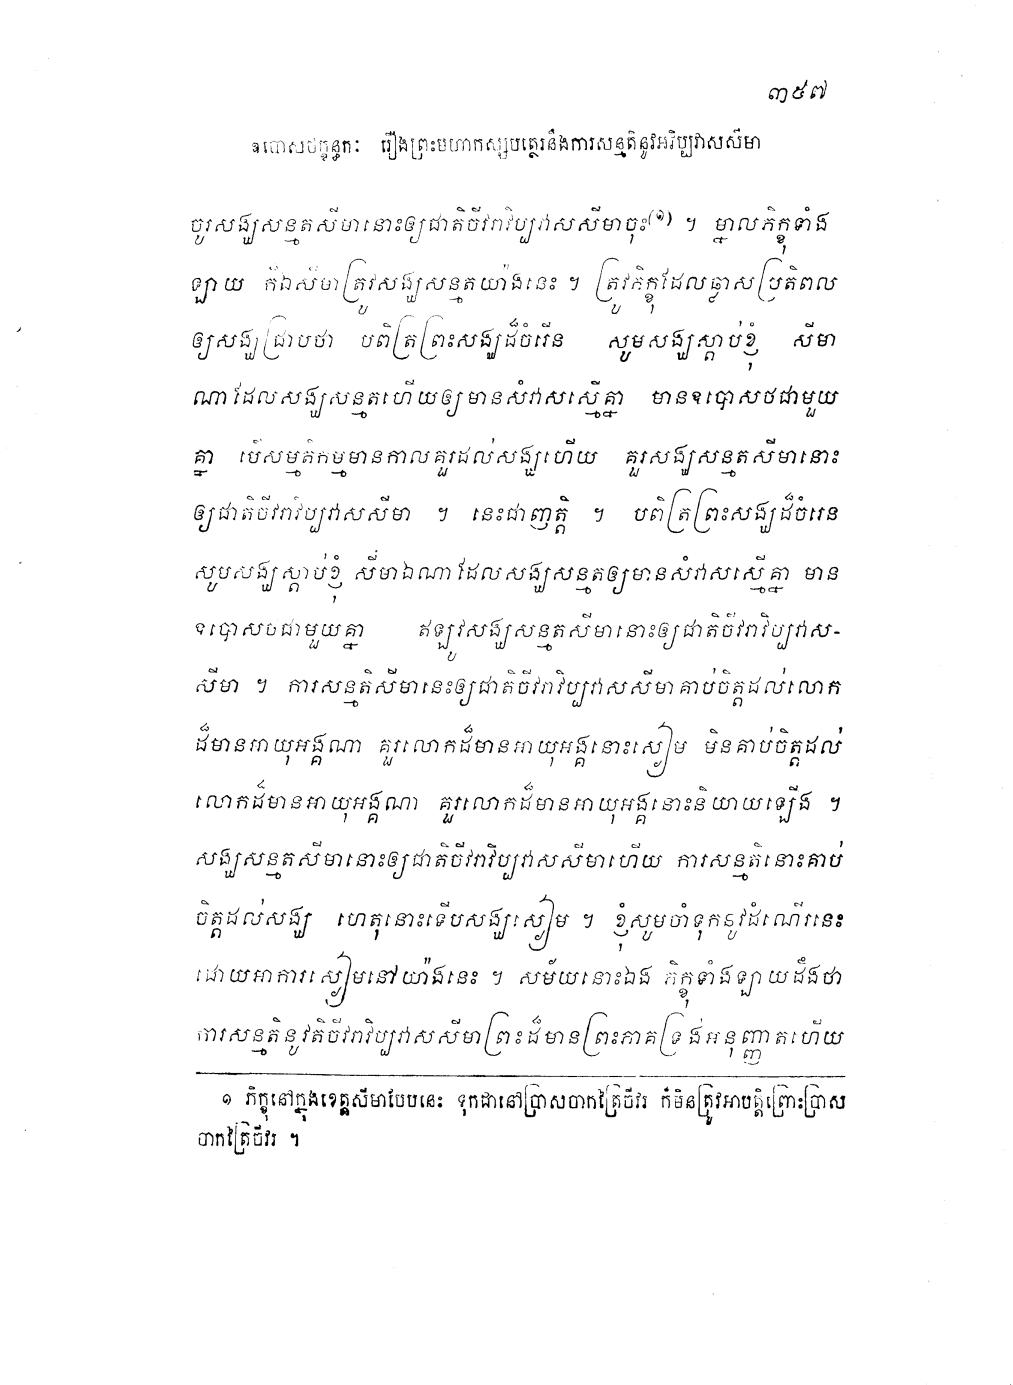 ៣៥៧
ឧបោសថក្ខន្ធកៈ រឿងព្រះមហាកស្សបត្ថេរនឹងការសន្មតិនូវអវិប្បវាសសីមា
ចូរសង្ឃសន្មតសីមានោះឲ្យជាតិចីវរាវិប្បវាសសីមាចុះ(១) ។ ម្នាលភិក្ខុទាំង
ឡាយ ក៏ឯសីមាត្រូវសង្ឃសន្មតយ៉ាងនេះ ។ ត្រូវភិក្ខុដែលឆ្លាសប្រតិពល
ឲ្យសង្ឃជ្រាបថា បពិត្រព្រះសង្ឃដ៏ចំរើន សូមសង្ឃស្តាប់ខ្ញុំ សីមា
ណាដែលសង្ឃសន្មតហើយឲ្យមានសំវាសស្មើគ្នា មានឧបោសថជាមួយ
គ្នា បើសម្មតិកម្មមានកាលគួរដល់សង្ឃហើយ គួរសង្ឃសន្មតសីមានោះ
ឲ្យជាតិចីវរាវិប្បវាសសីមា ។ នេះជាញត្តិ ។ បពិត្រព្រះសង្ឃដ៏ចំរើន
សូមសង្ឃស្តាប់ខ្ញុំ សីមាឯណាដែលសង្ឃសន្មតឲ្យមានសំវាសស្មើគ្នា មាន
ឧបោសថជាមួយគ្នា ឥឡូវសង្ឃសន្មតសីមានោះឲ្យជាតិចីវរាវិប្បវាស-
សីមា ។ ការសន្មតិសីមានេះឲ្យជាតិចីវរាវិប្បវាសសីមាគាប់ចិត្តដល់លោក
ដ៏មានអាយុអង្គណា គួរលោកដ៏មានអាយុអង្គនោះស្ងៀម មិនគាប់ចិត្តដល់
លោកដ៏មានអាយុអង្គណា គួរលោកដ៏មានអាយុអង្គនោះនិយាយឡើង ។
សង្ឃសន្មតសីមានោះឲ្យជាតិចីវរាវិប្បវាសសីមាហើយ ការសន្មតិនោះគាប់
ចិត្តដល់សង្ឃ ហេតុនោះទើបសង្ឃស្ងៀម ។ ខ្ញុំសូមចាំទុកនូវដំណើរនេះ
ដោយអាការស្ងៀមនៅយ៉ាងនេះ ។ សម័យនោះឯង ភិក្ខុទាំងឡាយដឹងថា
ការសន្មតិនូវតិចីវរាវិប្បវាសសីមាព្រះដ៏មានព្រះភាគទ្រង់អនុញ្ញាតហើយ
១ ភិក្ខុនៅក្នុងខេត្តសីមាបែបនេះ ទុកជានៅប្រាសចាកត្រៃចីវរ ក៏មិនត្រូវអាបត្តិព្រោះប្រាស
ចាកត្រៃចីវរ ។